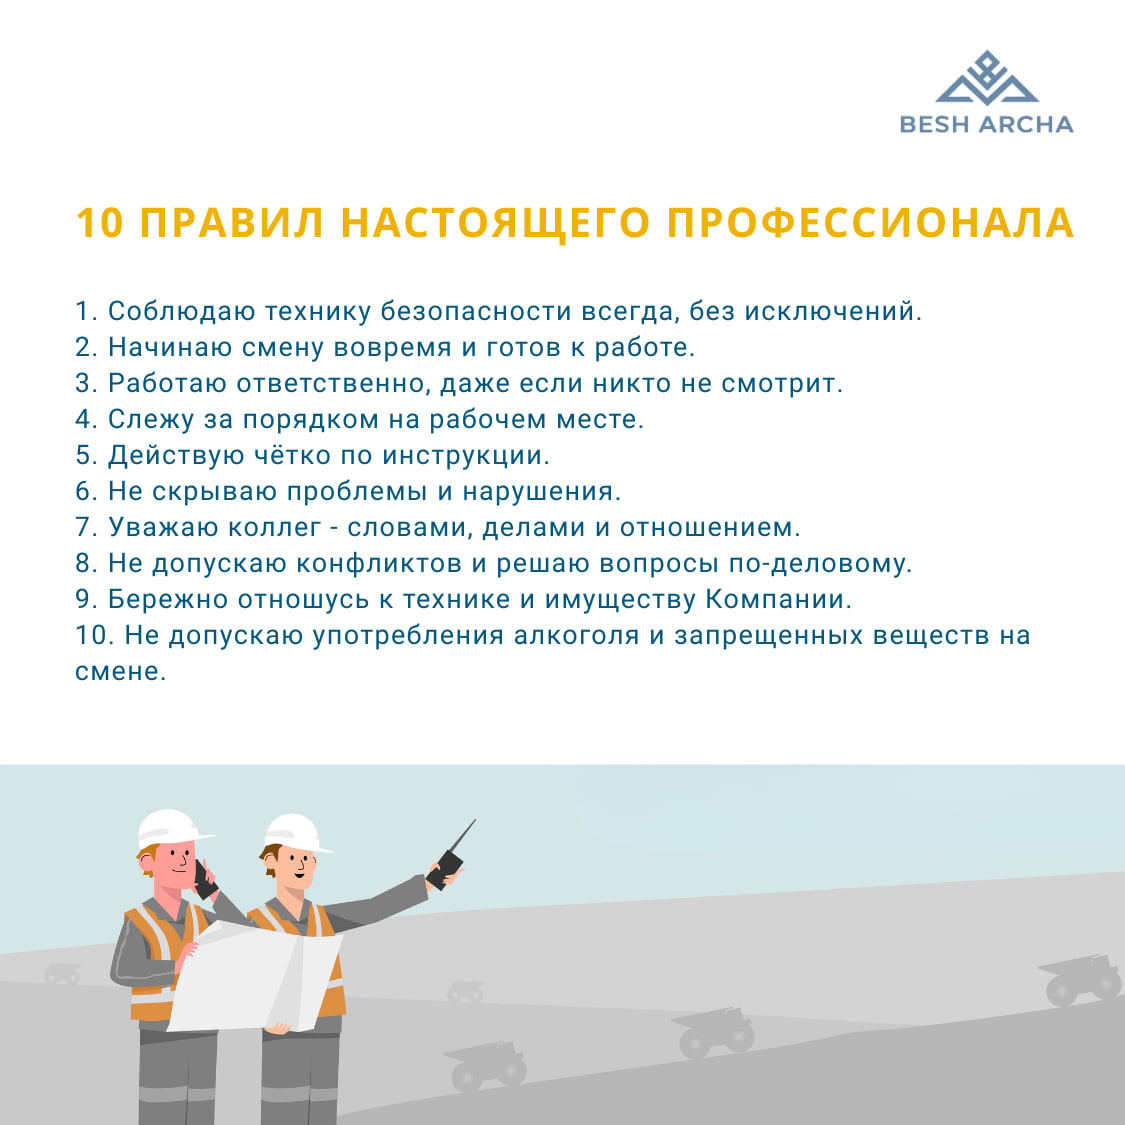 BESH ARCHA
10 ПРАВИЛ НАСТОЯЩЕГО ПРОФЕССИОНАЛА
1. Соблюдаю технику безопасности всегда, без исключений.
2. Начинаю смену вовремя и готов к работе.
3. Работаю ответственно, даже если никто не смотрит.
4. Слежу за порядком на рабочем месте.
5. Действую чётко по инструкции.
6. Не скрываю проблемы и нарушения.
7. Уважаю коллег - словами, делами и отношением.
8. Не допускаю конфликтов и решаю вопросы по-деловому.
9. Бережно отношусь к технике и имуществу Компании.
10. Не допускаю употребления алкоголя и запрещенных веществ на
смене.